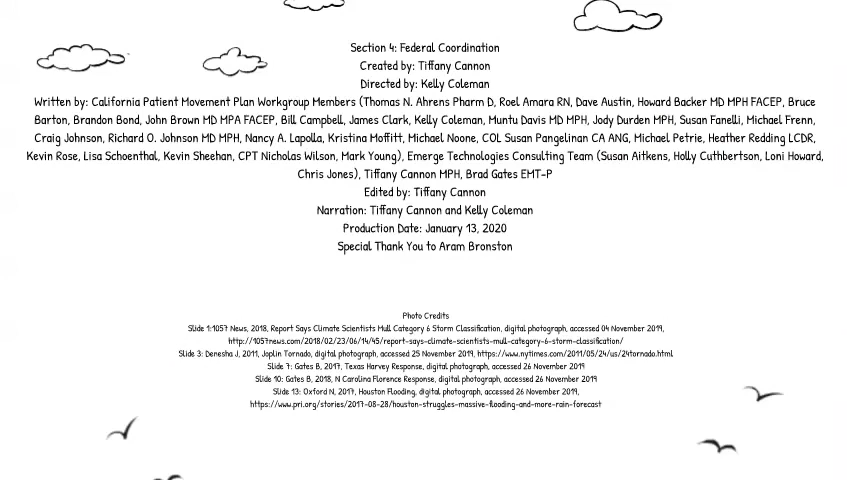 Section 4: Federal Coordination
Created by: Tiffany Cannon
Directed by: Kelly Coleman
Written by: California Patient Movement Plan Workgroup Members (Thomas N. Ahrens Pharm D, Roel Amara RN, Dave Austin, Howard Backer MD MPH FACEP, Bruce
Barton, Brandon Bond, John Brown MD MPA FACEP, Bill Campbell, James Clark, Kelly Coleman, Muntu Davis MD MPH, Jody Durden MPH, Susan Fanelli, Michael Frenn,
Craig Johnson, Richard O. Johnson MD MPH, Nancy A. Lapolla, Kristina Moffitt, Michael Noone, COL Susan Pangelinan CA ANG, Michael Petrie, Heather Redding LCDR,
Kevin Rose, Lisa Schoenthal, Kevin Sheehan, CPT Nicholas Wilson, Mark Young), Emerge Technologies Consulting Team (Susan Aitkens, Holly Cuthbertson, Loni Howard,
Chris Jones), Tiffany Cannon MPH, Brad Gates EMT-P
Edited by: Tiffany Cannon
Narration: Tiffany Cannon and Kelly Coleman
Production Date: January 13, 2020
Special Thank You to Aram Bronston
Photo Credits
Slide 1:1057 News, 2018, Report Says Climate Scientists Mull Category 6 Storm Classification, digital photograph, accessed 04 November 2019,
http://1057news.com/2018/02/23/06/14/45/report-says-climate-scientists-mull-category-6-storm-classification/
Slide 3: Denesha J, 2011, Joplin Tornado, digital photograph, accessed 25 November 2019, https://www.nytimes.com/2011/05/24/us/24tornado.html
Slide 7: Gates B, 2017, Texas Harvey Response, digital photograph, accessed 26 November 2019
Slide 10: Gates B, 2018, N Carolina Florence Response, digital photograph, accessed 26 November 2019
Slide 13: Oxford N, 2017, Houston Flooding, digital photograph, accessed 26 November 2019,
https://www.pri.org/stories/2017-08-28/houston-struggles-massive-flooding-and-more-rain-forecast